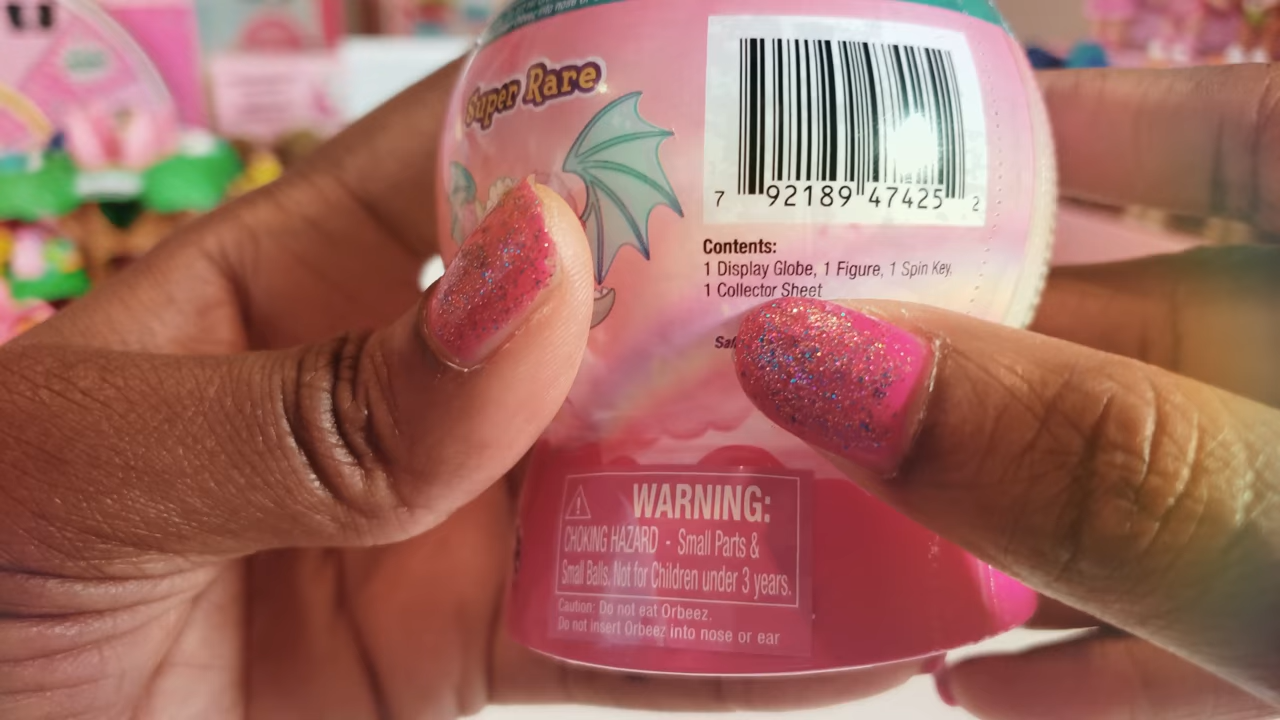 Super Rare
7 92189 47425 2
Contents:
1 Display Globe, 1 Figure, 1 Spin Key,
1 Collector Sheet
WARNING:
CHOKING HAZARD - Small Parts &
Small Balls. Not for Children under 3 years.
Caution: Do not eat Orbeez.
Do not insert Orbeez into nose or ear